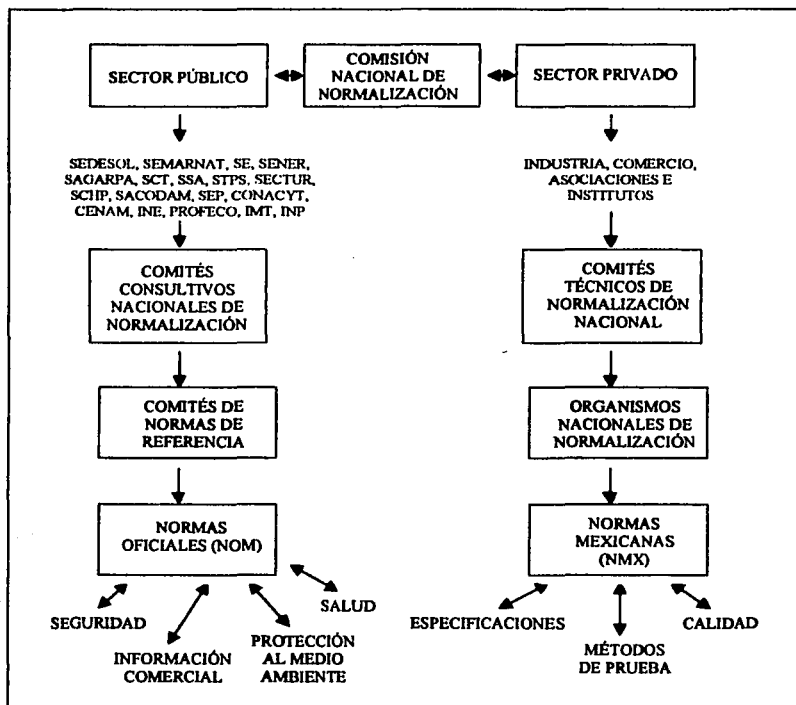 SECTOR PÚBLICO
COMISIÓN
NACIONAL DE
NORMALIZACIÓN
SECTOR PRIVADO
SEDESOL, SEMARNAT, SE, SENER,
SAGARPA, SCT, SSA, STPS, SECTUR,
SCHP, SACODAM, SEP, CONACYT,
CENAM, INE, PROFECO, IMT, INP
INDUSTRIA, COMERCIO,
ASOCIACIONES E
INSTITUTOS
COMITÉS
CONSULTIVOS
NACIONALES DE
NORMALIZACIÓN
COMITÉS
TÉCNICOS DE
NORMALIZACIÓN
NACIONAL
COMITÉS DE
NORMAS DE
REFERENCIA
ORGANISMOS
NACIONALES DE
NORMALIZACIÓN
NORMAS
OFICIALES (NOM)
NORMAS
MEXICANAS
(NMX)
SEGURIDAD
INFORMACIÓN
COMERCIAL
PROTECCIÓN
AL MEDIO
AMBIENTE
SALUD
ESPECIFICACIONES
MÉTODOS
DE PRUEBA
CALIDAD